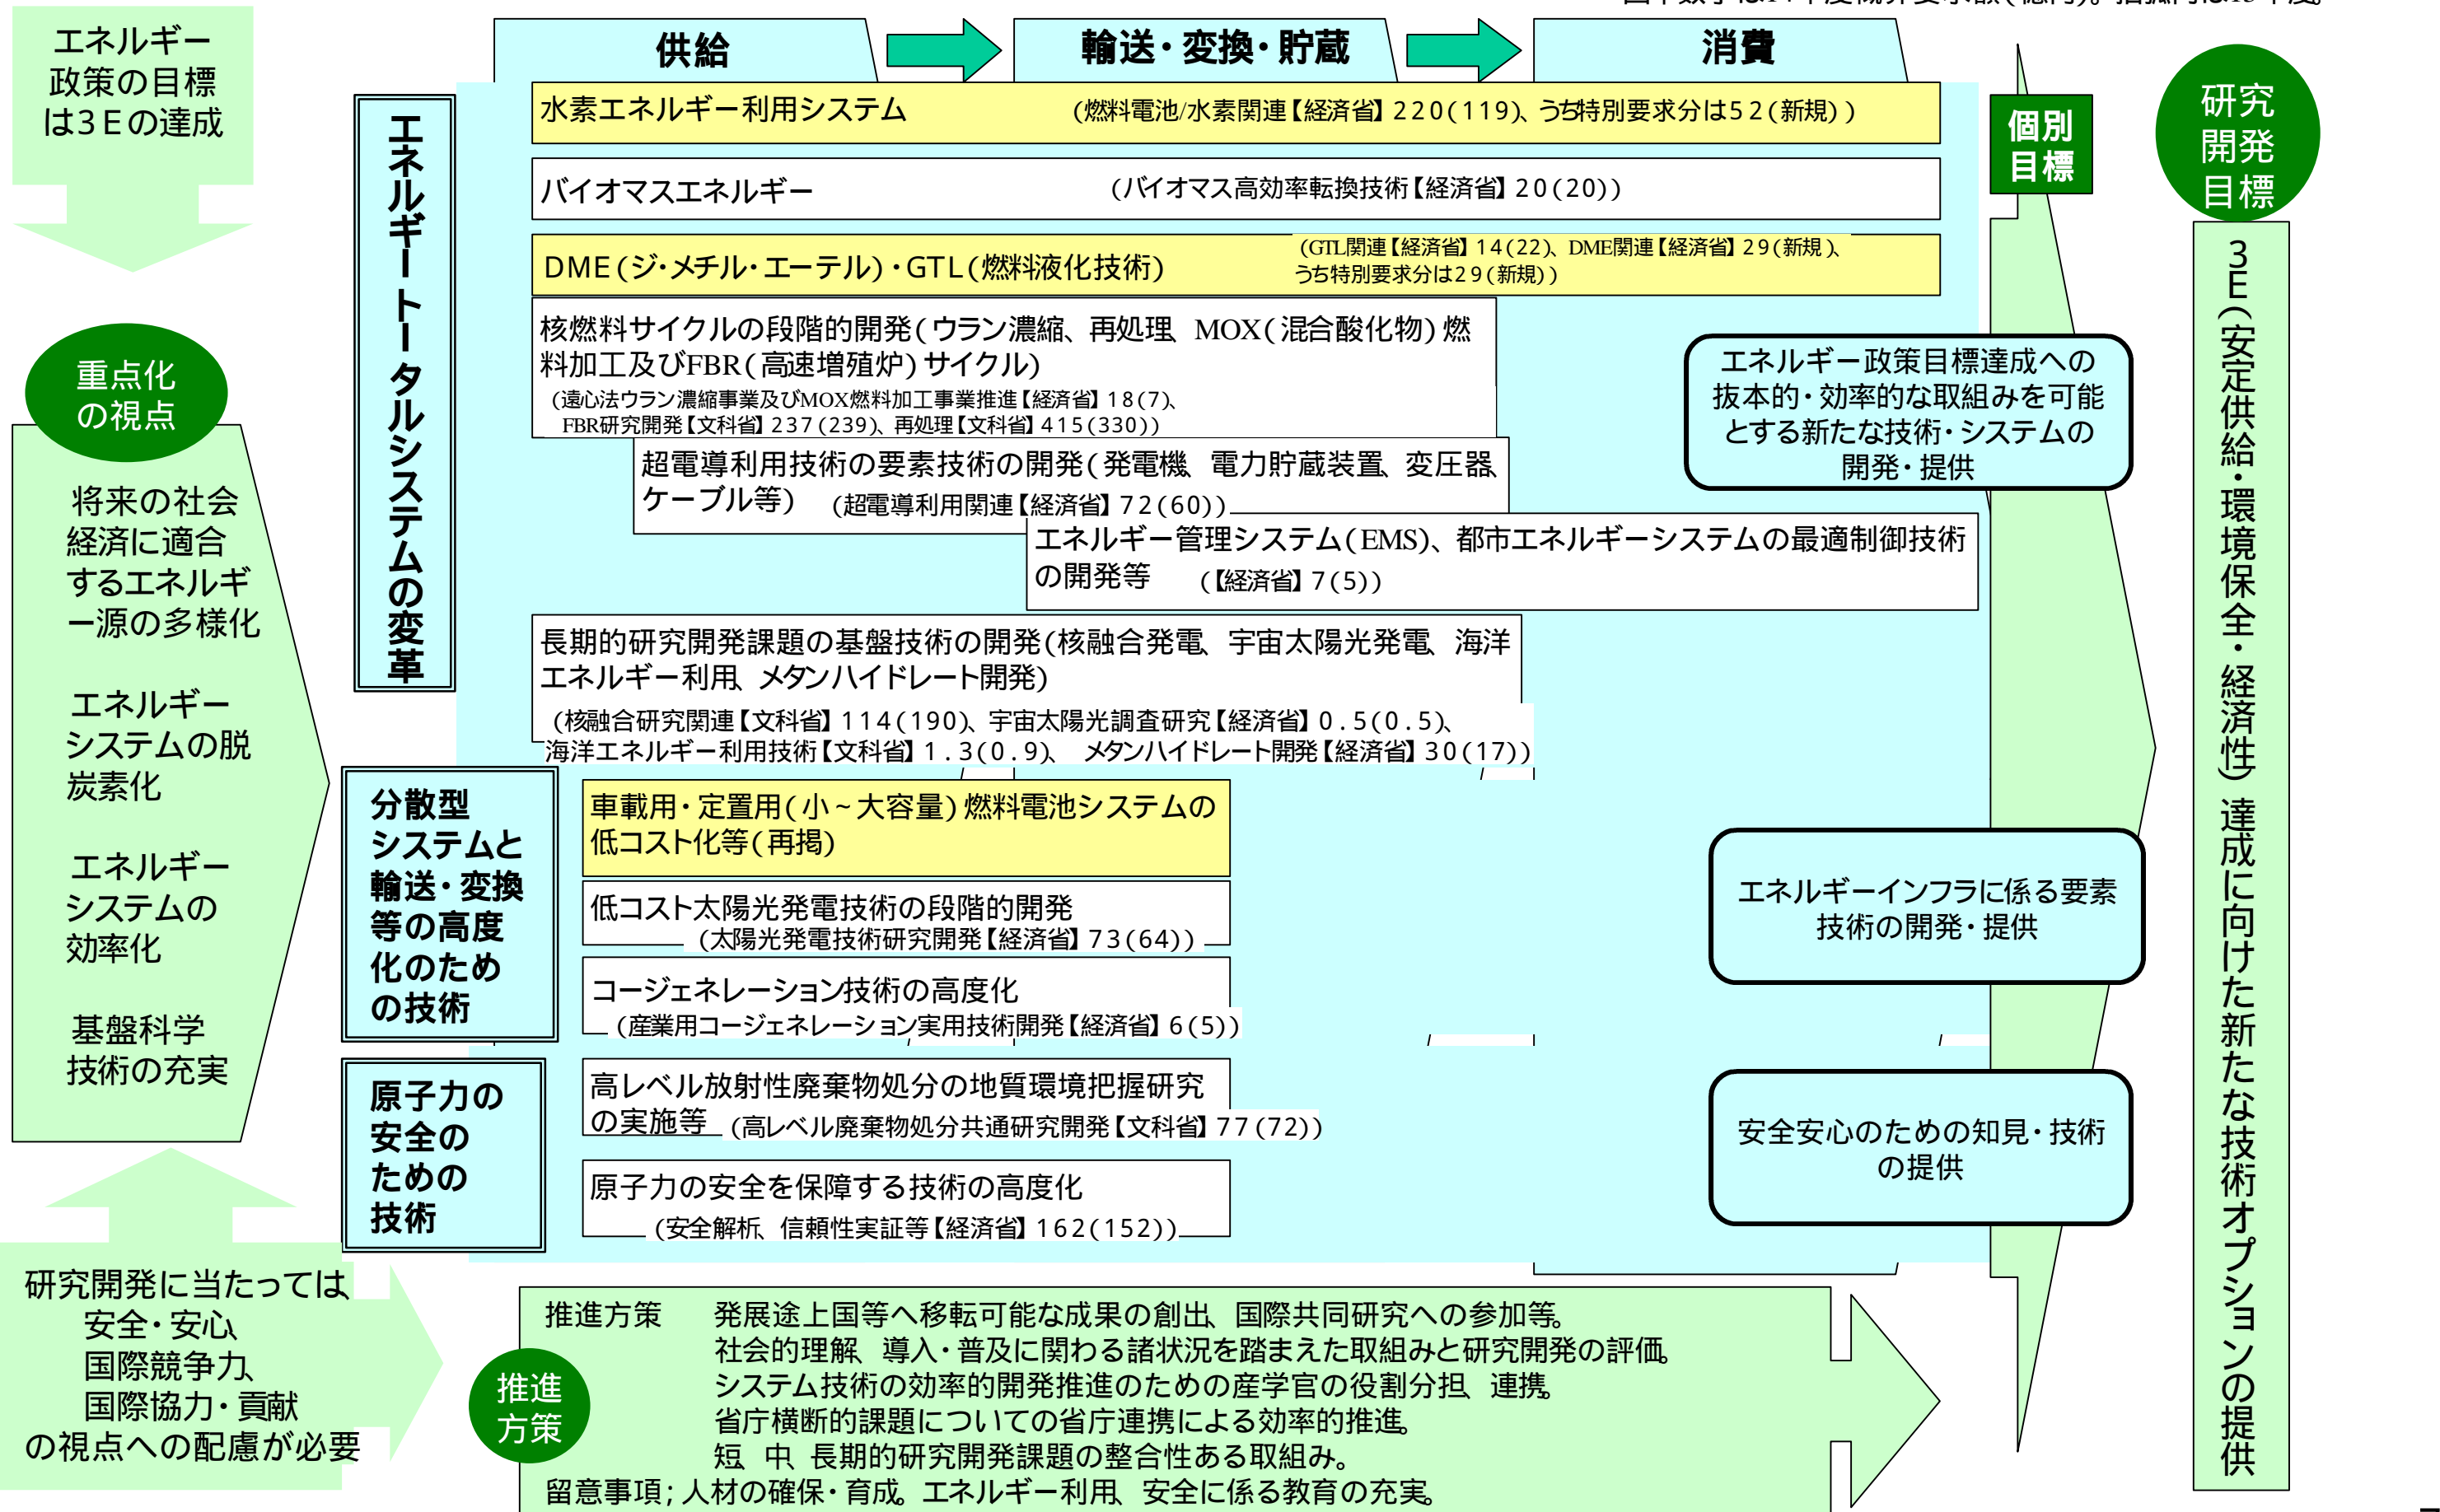 エネルギー
政策の目標
は3Eの達成
供給
輸送・変換・貯蔵
消費
エネルギートータルシステムの変革
水素エネルギー利用システム (燃料電池/水素関連【経済省】220(119)、うち特別要求分は52(新規))
バイオマスエネルギー (バイオマス高効率転換技術【経済省】20(20))
DME(ジ・メチル・エーテル)・GTL(燃料液化技術)
(GTL関連【経済省】14(22)、DME関連【経済省】29(新規)、
うち特別要求分は29(新規))
核燃料サイクルの段階的開発(ウラン濃縮、再処理、MOX(混合酸化物)燃
料加工及びFBR(高速増殖炉)サイクル)
(遠心法ウラン濃縮事業及びMOX燃料加工事業推進【経済省】18(7)、
FBR研究開発【文科省】237(239)、再処理【文科省】415(330))
超電導利用技術の要素技術の開発(発電機、電力貯蔵装置、変圧器、
ケーブル等) (超電導利用関連【経済省】72(60))
エネルギー管理システム(EMS)、都市エネルギーシステムの最適制御技術
の開発等 (【経済省】7(5))
長期的研究開発課題の基盤技術の開発(核融合発電、宇宙太陽光発電、海洋
エネルギー利用、メタンハイドレート開発)
(核融合研究関連【文科省】114(190)、宇宙太陽光調査研究【経済省】0.5(0.5)、
海洋エネルギー利用技術【文科省】1.3(0.9)、 メタンハイドレート開発【経済省】30(17))
分散型
システムと
輸送・変換
等の高度
化のため
の技術
車載用・定置用(小~大容量)燃料電池システムの
低コスト化等(再掲)
低コスト太陽光発電技術の段階的開発
(太陽光発電技術研究開発【経済省】73(64))
コージェネレーション技術の高度化
(産業用コージェネレーション実用技術開発【経済省】6(5))
原子力の
安全の
ための
技術
高レベル放射性廃棄物処分の地質環境把握研究
の実施等 (高レベル廃棄物処分共通研究開発【文科省】77(72))
原子力の安全を保障する技術の高度化
(安全解析、信頼性実証等【経済省】162(152))
重点化
の視点
将来の社会
経済に適合
するエネルギ
ー源の多様化
エネルギー
システムの脱
炭素化
エネルギー
システムの
効率化
基盤科学
技術の充実
研究開発に当たっては、
安全・安心、
国際競争力、
国際協力・貢献
の視点への配慮が必要
推進
方策
推進方策 発展途上国等へ移転可能な成果の創出、国際共同研究への参加等。
社会的理解、導入・普及に関わる諸状況を踏まえた取組みと研究開発の評価。
システム技術の効率的開発推進のための産学官の役割分担、連携。
省庁横断的課題についての省庁連携による効率的推進。
短、中、長期的研究開発課題の整合性ある取組み。
留意事項;人材の確保・育成。エネルギー利用、安全に係る教育の充実。
個別
目標
エネルギー政策目標達成への
抜本的・効率的な取組みを可能
とする新たな技術・システムの
開発・提供
エネルギーインフラに係る要素
技術の開発・提供
安全安心のための知見・技術
の提供
研究
開発
目標
3E(安定供給・環境保全・経済性)達成に向けた新たな技術オプションの提供